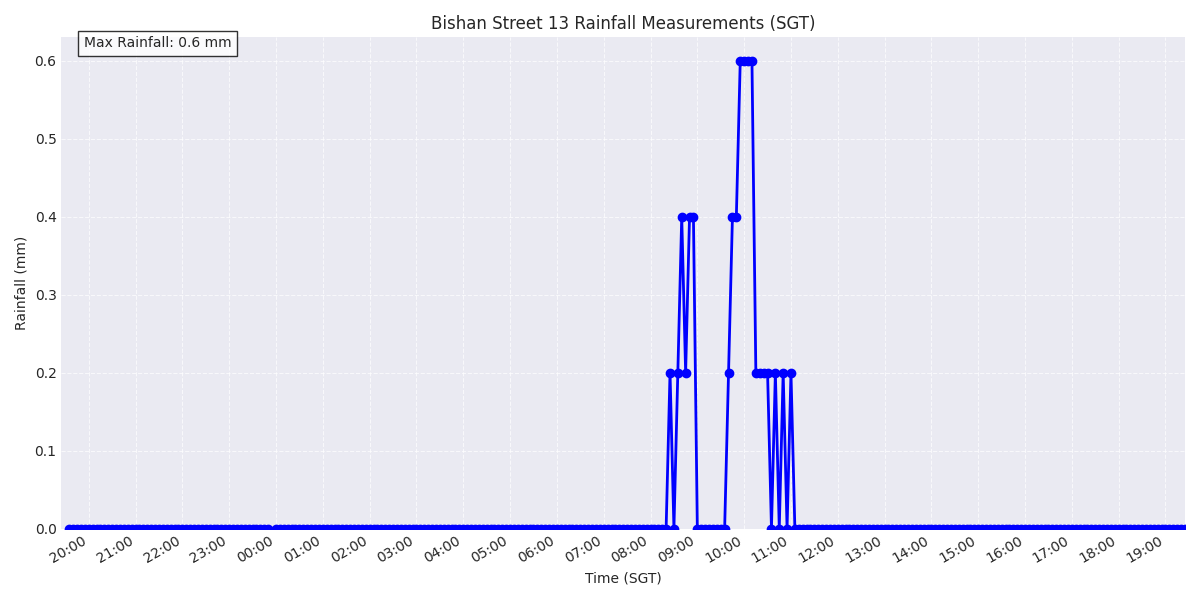 Bishan Street 13 Rainfall Measurements (SGT)
Max Rainfall: 0.6 mm
Rainfall (mm)
0.6
0.5
0.4
0.3
0.2
0.1
0.0
20:00 21:00 22:00 23:00 00:00 01:00 02:00 03:00 04:00 05:00 06:00 07:00 08:00 09:00 10:00 11:00 12:00 13:00 14:00 15:00 16:00 17:00 18:00 19:00
Time (SGT)